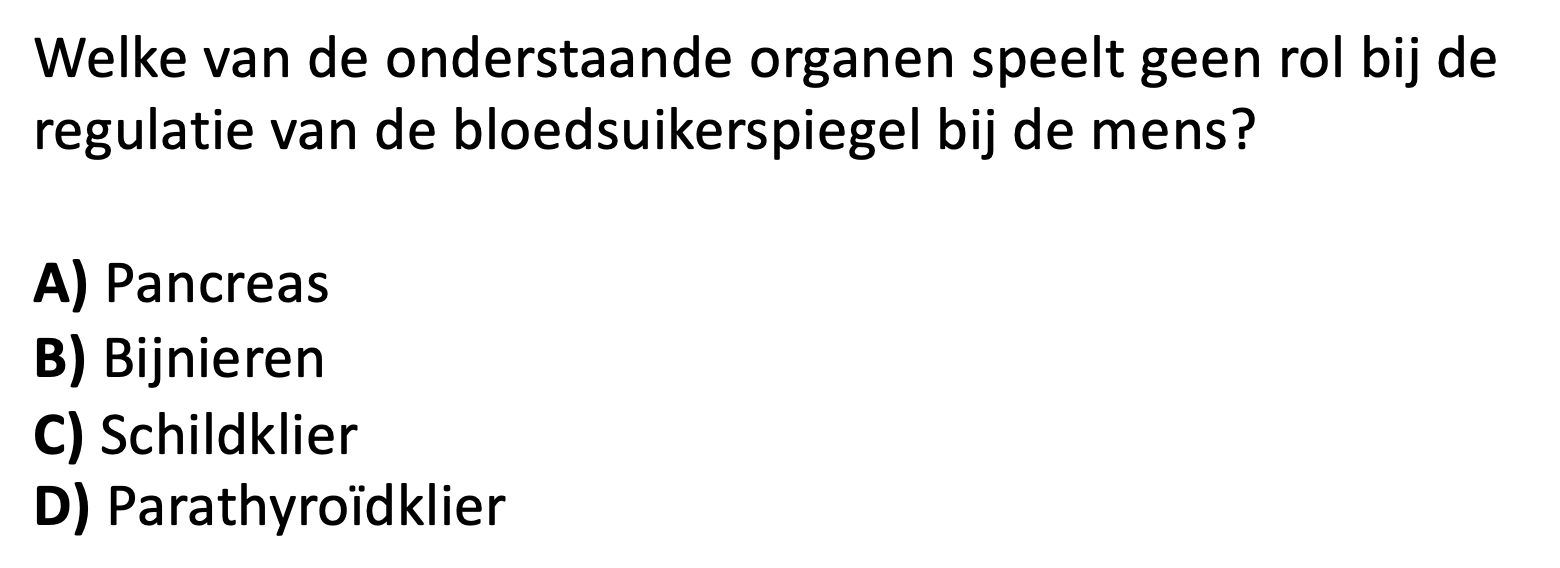 Welke van de onderstaande organen speelt geen rol bij de
regulatie van de bloedsuikerspiegel bij de mens?
A) Pancreas
B) Bijnieren
C) Schildklier
D) Parathyroïdklier